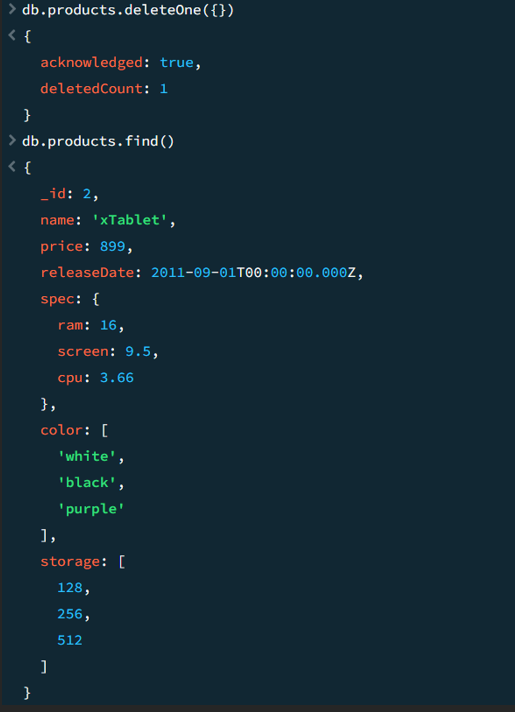 > db.products.deleteOne({})
< {
acknowledged: true,
deletedCount: 1
}
> db.products.find()
< {
_id: 2,
name: 'xTablet',
price: 899,
releaseDate: 2011-09-01T00:00:00.000Z,
spec: {
ram: 16,
screen: 9.5,
cpu: 3.66
},
color: [
'white',
'black',
'purple'
],
storage: [
128,
256,
512
]
}